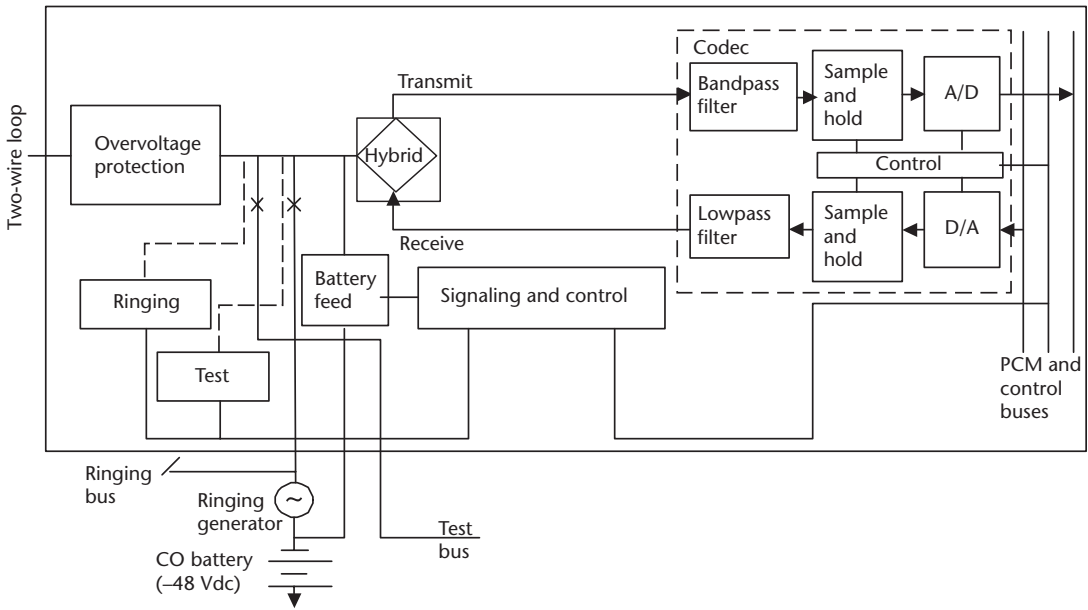 Codec
Transmit
Bandpass
filter
Sample
and
hold
A/D
Two-wire loop
Overvoltage
protection
Hybrid
Control
Receive
Lowpass
filter
Sample
and
hold
D/A
Ringing
Battery
feed
Signaling and control
Test
PCM and
control
buses
Ringing
bus
Ringing
generator
~
Test
bus
CO battery
(–48 Vdc)